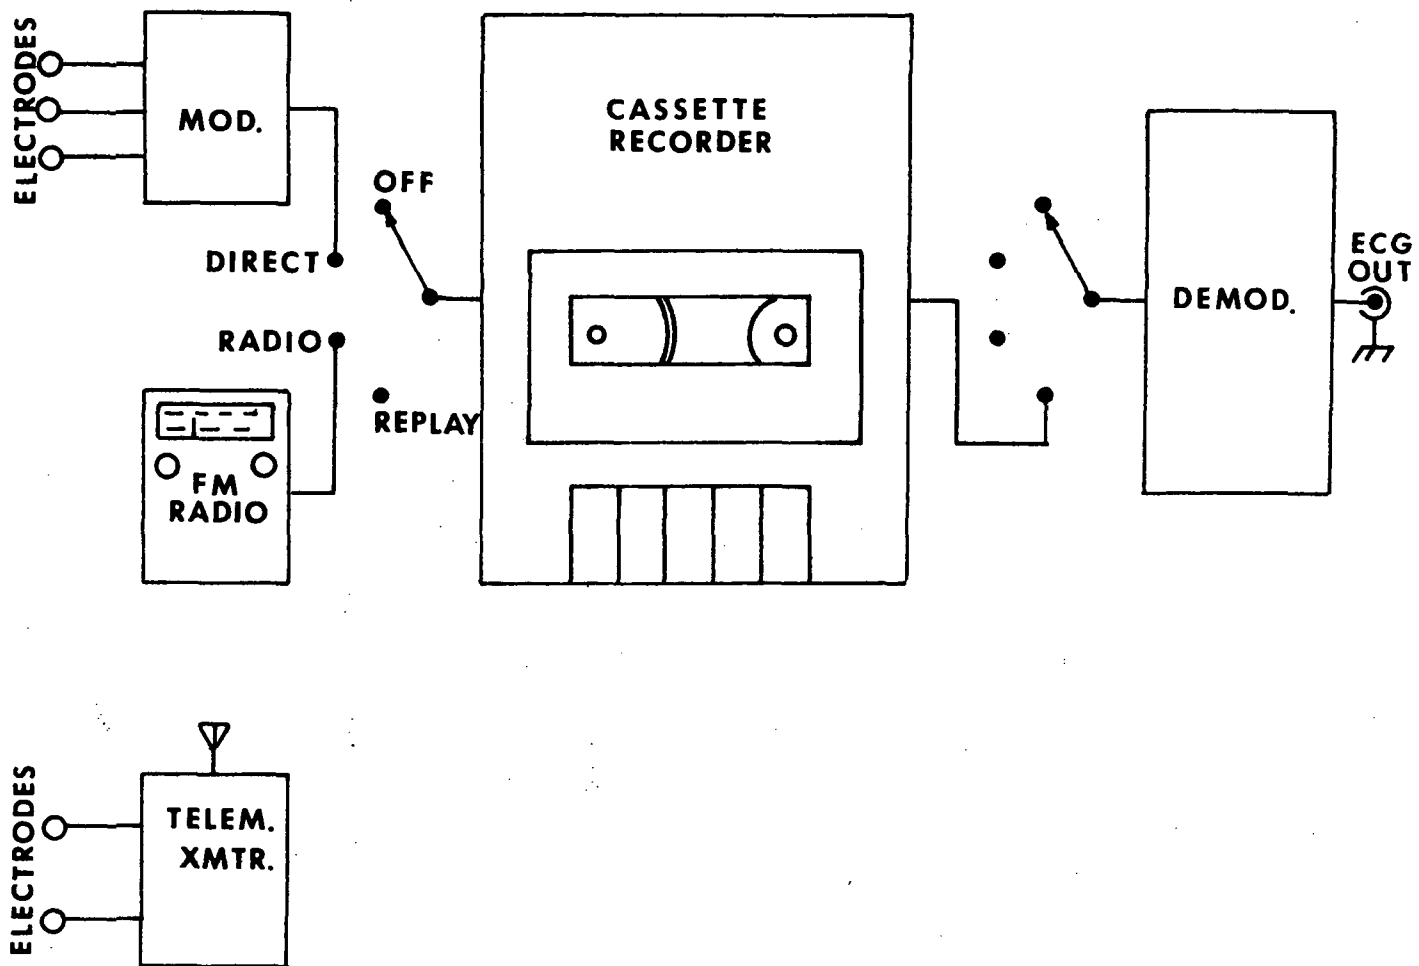 ELECTRODES
MOD.
OFF
DIRECT
RADIO
REPLAY
FM
RADIO
CASSETTE
RECORDER
DEMOD.
ECG
OUT
ELECTRODES
TELEM.
XMTR.